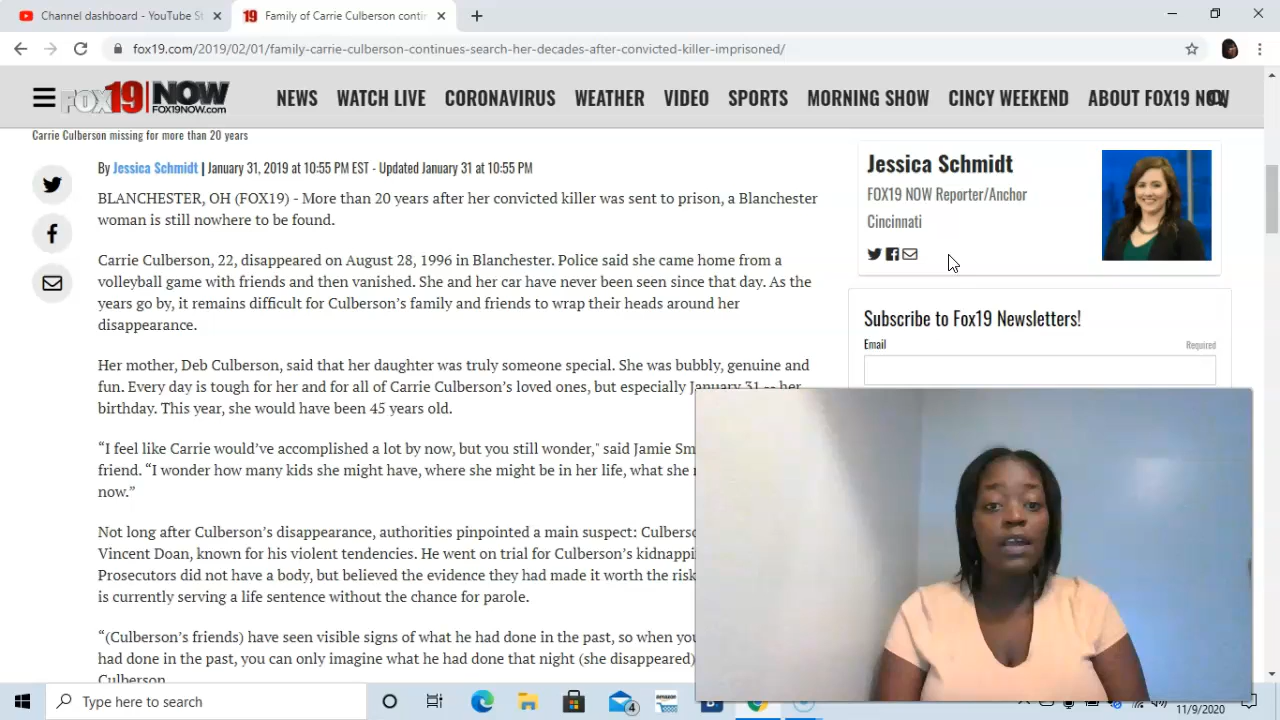 Channel dashboard - YouTube St
19 Family of Carrie Culberson conti
fox19.com/2019/02/01/family-carrie-culberson-continues-search-her-decades-after-convicted-killer-imprisoned/
FOX19 NOW
FOX19NOW.com
NEWS WATCH LIVE CORONAVIRUS WEATHER VIDEO SPORTS MORNING SHOW CINCY WEEKEND ABOUT FOX19 NOW
Carrie Culberson missing for more than 20 years
By Jessica Schmidt | January 31, 2019 at 10:55 PM EST - Updated January 31 at 10:55 PM
BLANCHESTER, OH (FOX19) - More than 20 years after her convicted killer was sent to prison, a Blanchester
woman is still nowhere to be found.
Carrie Culberson, 22, disappeared on August 28, 1996 in Blanchester. Police said she came home from a
volleyball game with friends and then vanished. She and her car have never been seen since that day. As the
years go by, it remains difficult for Culberson's family and friends to wrap their heads around her
disappearance.
Her mother, Deb Culberson, said that her daughter was truly someone special. She was bubbly, genuine and
fun. Every day is tough for her and for all of Carrie Culberson's loved ones, but especially January 31 -- her
birthday. This year, she would have been 45 years old.
“I feel like Carrie would’ve accomplished a lot by now, but you still wonder," said Jamie Sm
friend. “I wonder how many kids she might have, where she might be in her life, what she
now.”
Not long after Culberson’s disappearance, authorities pinpointed a main suspect: Culbers
Vincent Doan, known for his violent tendencies. He went on trial for Culberson’s kidnappi
Prosecutors did not have a body, but believed the evidence they had made it worth the risk
is currently serving a life sentence without the chance for parole.
“(Culberson’s friends) have seen visible signs of what he had done in the past, so when you
had done in the past, you can only imagine what he had done that night (she disappeared)
Culberson
Jessica Schmidt
FOX19 NOW Reporter/Anchor
Cincinnati
Subscribe to Fox19 Newsletters!
Email Required
Type here to search
4
amazon
11/9/2020